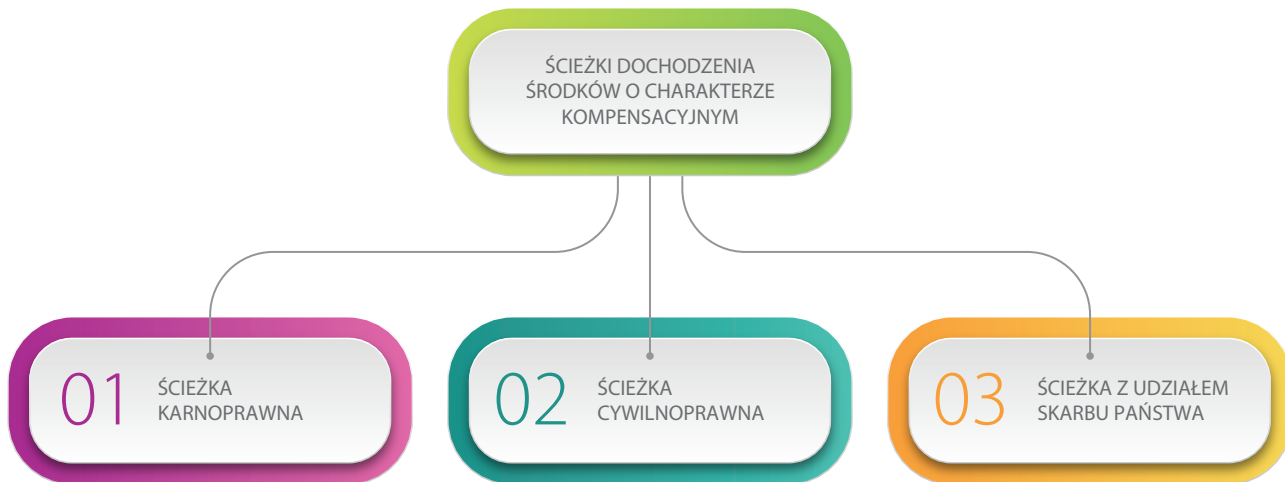 ŚCIEŻKI DOCHODZENIA
ŚRODKÓW O CHARAKTERZE
KOMPENSACYJNYM
01
ŚCIEŻKA
KARNOPRAWNA
02
ŚCIEŻKA
CYWILNOPRAWNA
03
ŚCIEŻKA Z UDZIAŁEM
SKARBU PAŃSTWA